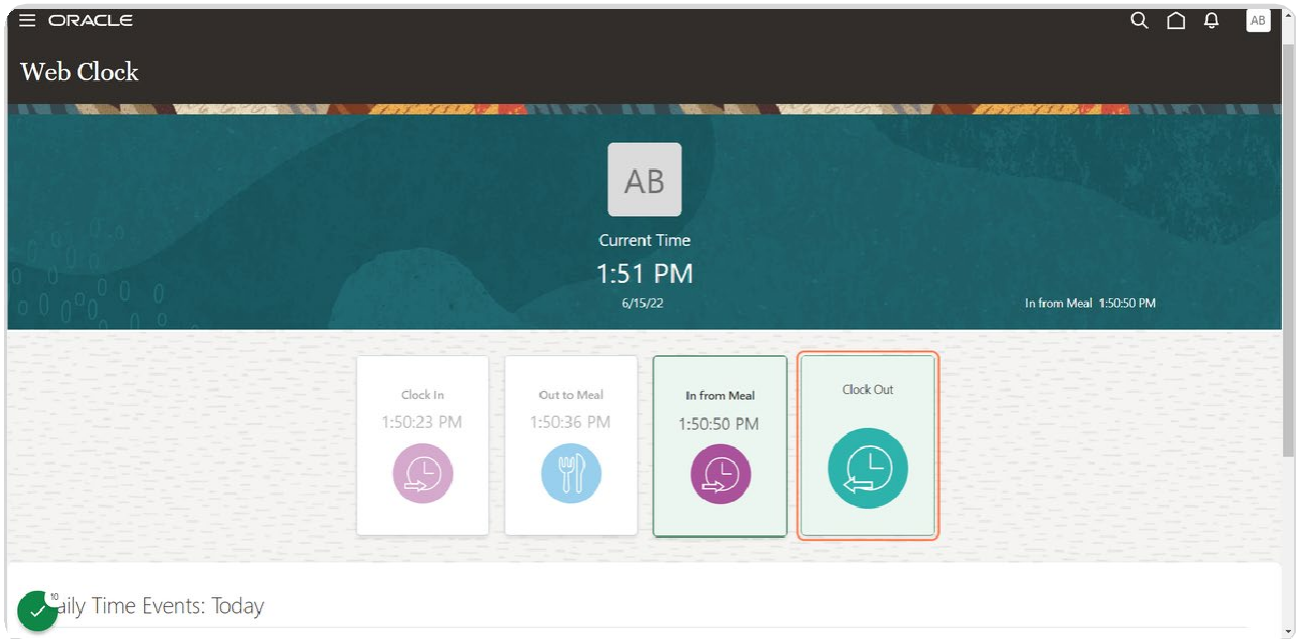 ORACLE
AB
Web Clock
AB
Current Time
1:51 PM
6/15/22
In from Meal 1:50:50 PM
Clock In
1:50:23 PM
Out to Meal
1:50:36 PM
In from Meal
1:50:50 PM
Clock Out
10
aily Time Events: Today